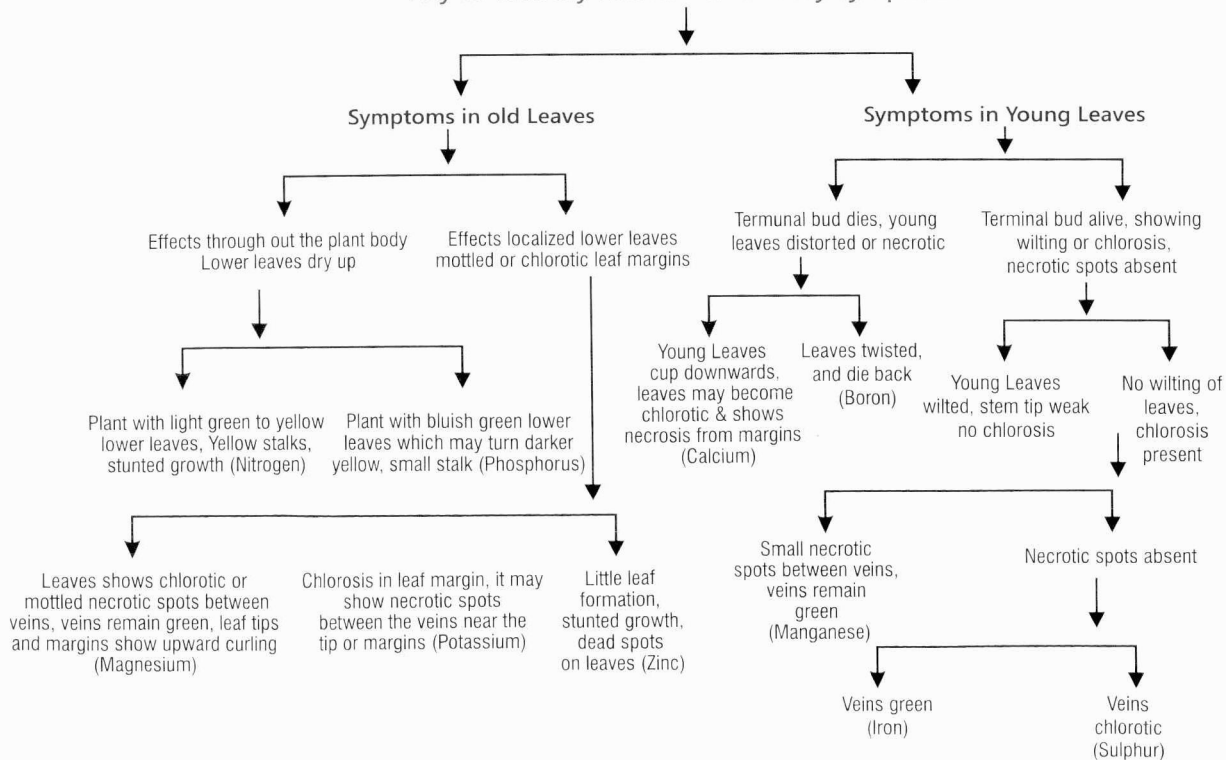 Symptoms in old Leaves
Symptoms in Young Leaves
Effects through out the plant body
Lower leaves dry up
Effects localized lower leaves
mottled or chlorotic leaf margins
Termunal bud dies, young
leaves distorted or necrotic
Terminal bud alive, showing
wilting or chlorosis,
necrotic spots absent
Plant with light green to yellow
lower leaves, Yellow stalks,
stunted growth (Nitrogen)
Plant with bluish green lower
leaves which may turn darker
yellow, small stalk (Phosphorus)
Young Leaves
cup downwards,
leaves may become
chlorotic & shows
necrosis from margins
(Calcium)
Leaves twisted,
and die back
(Boron)
Young Leaves
wilted, stem tip weak
no chlorosis
No wilting of
leaves,
chlorosis
present
Leaves shows chlorotic or
mottled necrotic spots between
veins, veins remain green, leaf tips
and margins show upward curling
(Magnesium)
Chlorosis in leaf margin, it may
show necrotic spots
between the veins near the
tip or margins (Potassium)
Little leaf
formation,
stunted growth,
dead spots
on leaves (Zinc)
Small necrotic
spots between veins,
veins remain
green
(Manganese)
Necrotic spots absent
Veins green
(Iron)
Veins
chlorotic
(Sulphur)